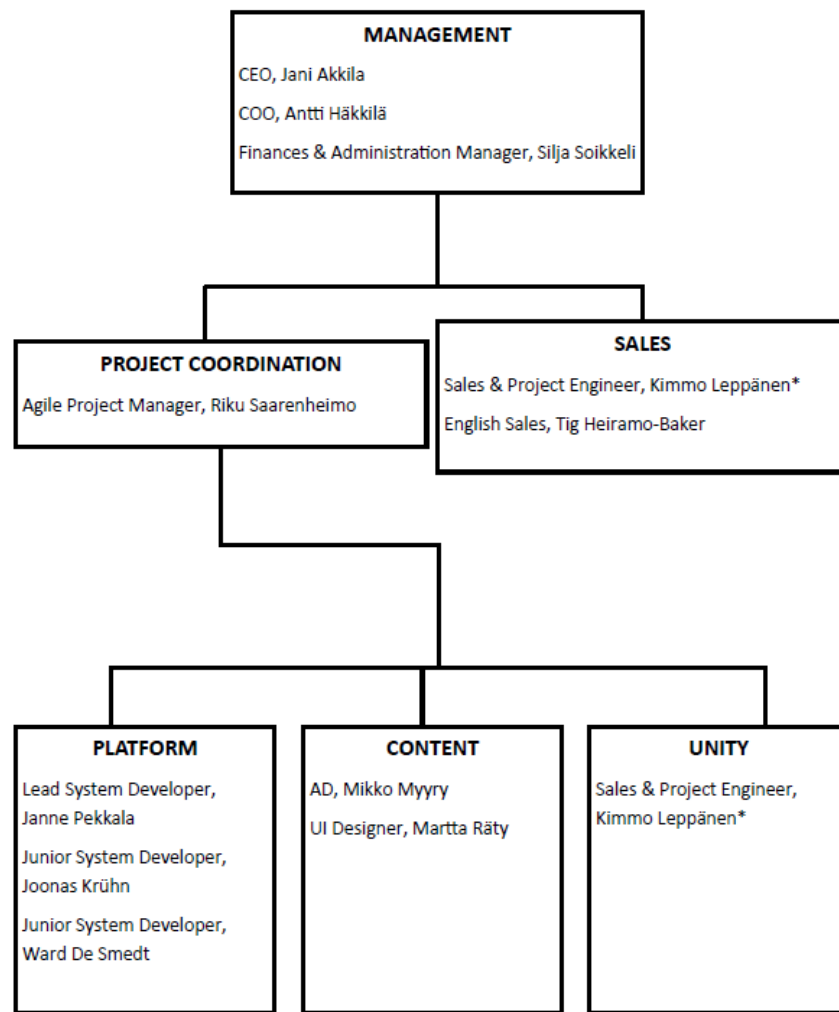 MANAGEMENT
CEO, Jani Akkila
COO, Antti Häkkilä
Finances & Administration Manager, Silja Soikkeli
PROJECT COORDINATION
Agile Project Manager, Riku Saarenheimo
SALES
Sales & Project Engineer, Kimmo Leppänen*
English Sales, Tig Heiramo-Baker
PLATFORM
Lead System Developer,
Janne Pekkala
Junior System Developer,
Joonas Krühn
Junior System Developer,
Ward De Smedt
CONTENT
AD, Mikko Myyry
UI Designer, Martta Räty
UNITY
Sales & Project Engineer,
Kimmo Leppänen*